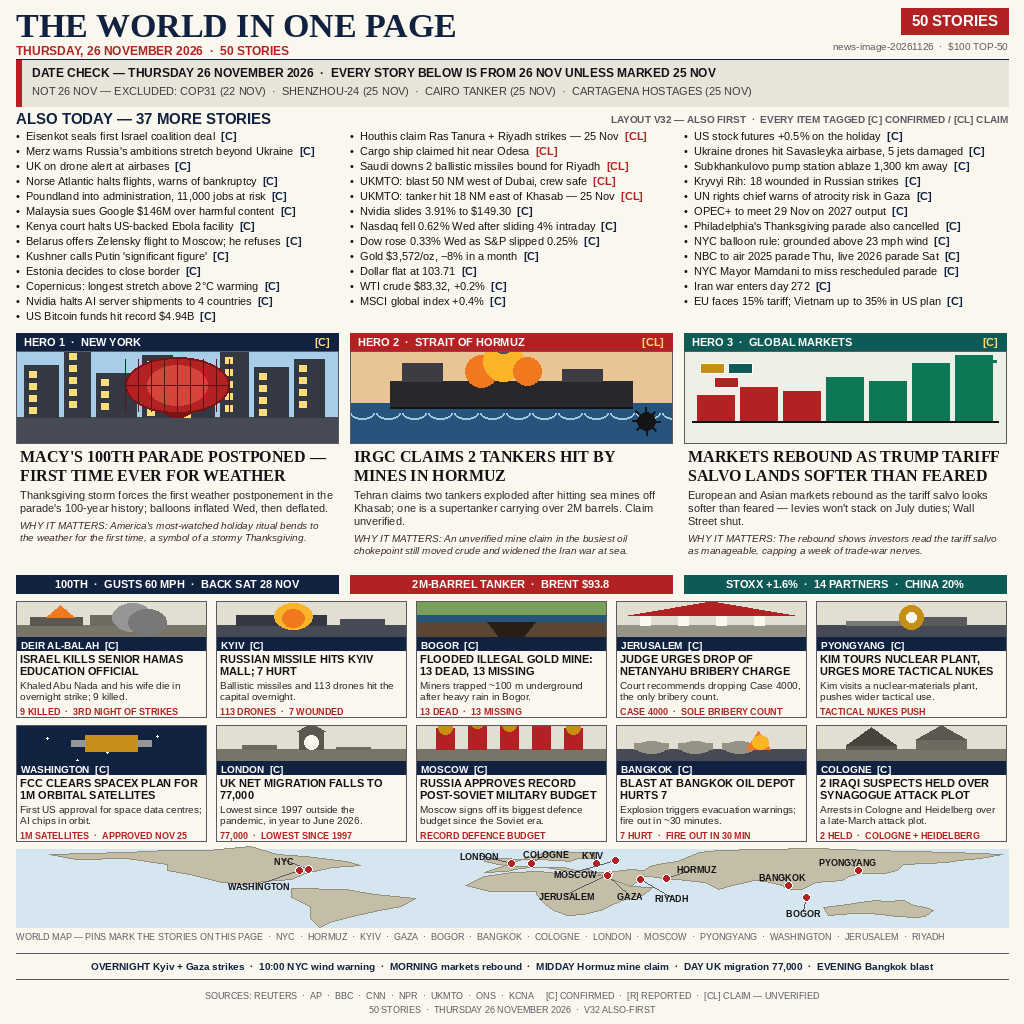 THE WORLD IN ONE PAGE
50 STORIES
THURSDAY, 26 NOVEMBER 2026 · 50 STORIES
news-image-20261126 · $100 TOP-50
DATE CHECK — THURSDAY 26 NOVEMBER 2026 · EVERY STORY BELOW IS FROM 26 NOV UNLESS MARKED 25 NOV
NOT 26 NOV — EXCLUDED: COP31 (22 NOV) · SHENZHOU-24 (25 NOV) · CAIRO TANKER (25 NOV) · CARTAGENA HOSTAGES (25 NOV)
ALSO TODAY — 37 MORE STORIES
LAYOUT V32 — ALSO FIRST · EVERY ITEM TAGGED [C] CONFIRMED / [CL] CLAIM
• Eisenkot seals first Israel coalition deal [C]
• Merz warns Russia's ambitions stretch beyond Ukraine [C]
• UK on drone alert at airbases [C]
• Norse Atlantic halts flights, warns of bankruptcy [C]
• Poundland into administration, 11,000 jobs at risk [C]
• Malaysia sues Google $146M over harmful content [C]
• Kenya court halts US-backed Ebola facility [C]
• Belarus offers Zelensky flight to Moscow; he refuses [C]
• Kushner calls Putin 'significant figure' [C]
• Estonia decides to close border [C]
• Copernicus: longest stretch above 2°C warming [C]
• Nvidia halts AI server shipments to 4 countries [C]
• US Bitcoin funds hit record $4.94B [C]
• Houthis claim Ras Tanura + Riyadh strikes — 25 Nov [CL]
• Cargo ship claimed hit near Odesa [CL]
• Saudi downs 2 ballistic missiles bound for Riyadh [CL]
• UKMTO: blast 50 NM west of Dubai, crew safe [CL]
• UKMTO: tanker hit 18 NM east of Khasab — 25 Nov [CL]
• Nvidia slides 3.91% to $149.30 [C]
• Nasdaq fell 0.62% Wed after sliding 4% intraday [C]
• Dow rose 0.33% Wed as S&P slipped 0.25% [C]
• Gold $3,572/oz, −8% in a month [C]
• Dollar flat at 103.71 [C]
• WTI crude $83.32, +0.2% [C]
• MSCI global index +0.4% [C]
• US stock futures +0.5% on the holiday [C]
• Ukraine drones hit Savasleyka airbase, 5 jets damaged [C]
• Subkhankulovo pump station ablaze 1,300 km away [C]
• Kryvyi Rih: 18 wounded in Russian strikes [C]
• UN rights chief warns of atrocity risk in Gaza [C]
• OPEC+ to meet 29 Nov on 2027 output [C]
• Philadelphia's Thanksgiving parade also cancelled [C]
• NYC balloon rule: grounded above 23 mph wind [C]
• NBC to air 2025 parade Thu, live 2026 parade Sat [C]
• NYC Mayor Mamdani to miss rescheduled parade [C]
• Iran war enters day 272 [C]
• EU faces 15% tariff; Vietnam up to 35% in US plan [C]
HERO 1 · NEW YORK [C]
MACY'S 100TH PARADE POSTPONED —
FIRST TIME EVER FOR WEATHER
Thanksgiving storm forces the first weather postponement in the
parade's 100-year history; balloons inflated Wed, then deflated.
WHY IT MATTERS: America's most-watched holiday ritual bends to
the weather for the first time, a symbol of a stormy Thanksgiving.
100TH · GUSTS 60 MPH · BACK SAT 28 NOV
HERO 2 · STRAIT OF HORMUZ [CL]
IRGC CLAIMS 2 TANKERS HIT BY
MINES IN HORMUZ
Tehran claims two tankers exploded after hitting sea mines off
Khasab; one is a supertanker carrying over 2M barrels. Claim
unverified.
WHY IT MATTERS: An unverified mine claim in the busiest oil
chokepoint still moved crude and widened the Iran war at sea.
2M-BARREL TANKER · BRENT $93.8
HERO 3 · GLOBAL MARKETS [C]
MARKETS REBOUND AS TRUMP TARIFF
SALVO LANDS SOFTER THAN FEARED
European and Asian markets rebound as the tariff salvo looks
softer than feared — levies won't stack on July duties; Wall
Street shut.
WHY IT MATTERS: The rebound shows investors read the tariff salvo
as manageable, capping a week of trade-war nerves.
STOXX +1.6% · 14 PARTNERS · CHINA 20%
DEIR AL-BALAH [C]
ISRAEL KILLS SENIOR HAMAS
EDUCATION OFFICIAL
Khaled Abu Nada and his wife die in
overnight strike; 9 killed.
9 KILLED · 3RD NIGHT OF STRIKES
KYIV [C]
RUSSIAN MISSILE HITS KYIV
MALL; 7 HURT
Ballistic missiles and 113 drones hit the
capital overnight.
113 DRONES · 7 WOUNDED
BOGOR [C]
FLOODED ILLEGAL GOLD MINE:
13 DEAD, 13 MISSING
Miners trapped ~100 m underground
after heavy rain in Bogor.
13 DEAD · 13 MISSING
JERUSALEM [C]
JUDGE URGES DROP OF
NETANYAHU BRIBERY CHARGE
Court recommends dropping Case 4000,
the only bribery count.
CASE 4000 · SOLE BRIBERY COUNT
PYONGYANG [C]
KIM TOURS NUCLEAR PLANT,
URGES MORE TACTICAL NUKES
Kim visits a nuclear-materials plant,
pushes wider tactical use.
TACTICAL NUKES PUSH
WASHINGTON [C]
FCC CLEARS SPACEX PLAN FOR
1M ORBITAL SATELLITES
First US approval for space data centres;
AI chips in orbit.
1M SATELLITES · APPROVED NOV 25
LONDON [C]
UK NET MIGRATION FALLS TO
77,000
Lowest since 1997 outside the
pandemic, in year to June 2026.
77,000 · LOWEST SINCE 1997
MOSCOW [C]
RUSSIA APPROVES RECORD
POST-SOVIET MILITARY BUDGET
Moscow signs off its biggest defence
budget since the Soviet era.
RECORD DEFENCE BUDGET
BANGKOK [C]
BLAST AT BANGKOK OIL DEPOT
HURTS 7
Explosion triggers evacuation warnings;
fire out in ~30 minutes.
7 HURT · FIRE OUT IN 30 MIN
COLOGNE [C]
2 IRAQI SUSPECTS HELD OVER
SYNAGOGUE ATTACK PLOT
Arrests in Cologne and Heidelberg over
a late-March attack plot.
2 HELD · COLOGNE + HEIDELBERG
NYC
WASHINGTON
LONDON
COLOGNE
KYIV
MOSCOW
JERUSALEM
GAZA
RIYADH
HORMUZ
BANGKOK
PYONGYANG
BOGOR
WORLD MAP — PINS MARK THE STORIES ON THIS PAGE · NYC · HORMUZ · KYIV · GAZA · BOGOR · BANGKOK · COLOGNE · LONDON · MOSCOW · PYONGYANG · WASHINGTON · JERUSALEM · RIYADH
OVERNIGHT Kyiv + Gaza strikes · 10:00 NYC wind warning · MORNING markets rebound · MIDDAY Hormuz mine claim · DAY UK migration 77,000 · EVENING Bangkok blast
SOURCES: REUTERS · AP · BBC · CNN · NPR · UKMTO · ONS · KCNA [C] CONFIRMED · [R] REPORTED · [CL] CLAIM — UNVERIFIED
50 STORIES · THURSDAY 26 NOVEMBER 2026 · V32 ALSO-FIRST